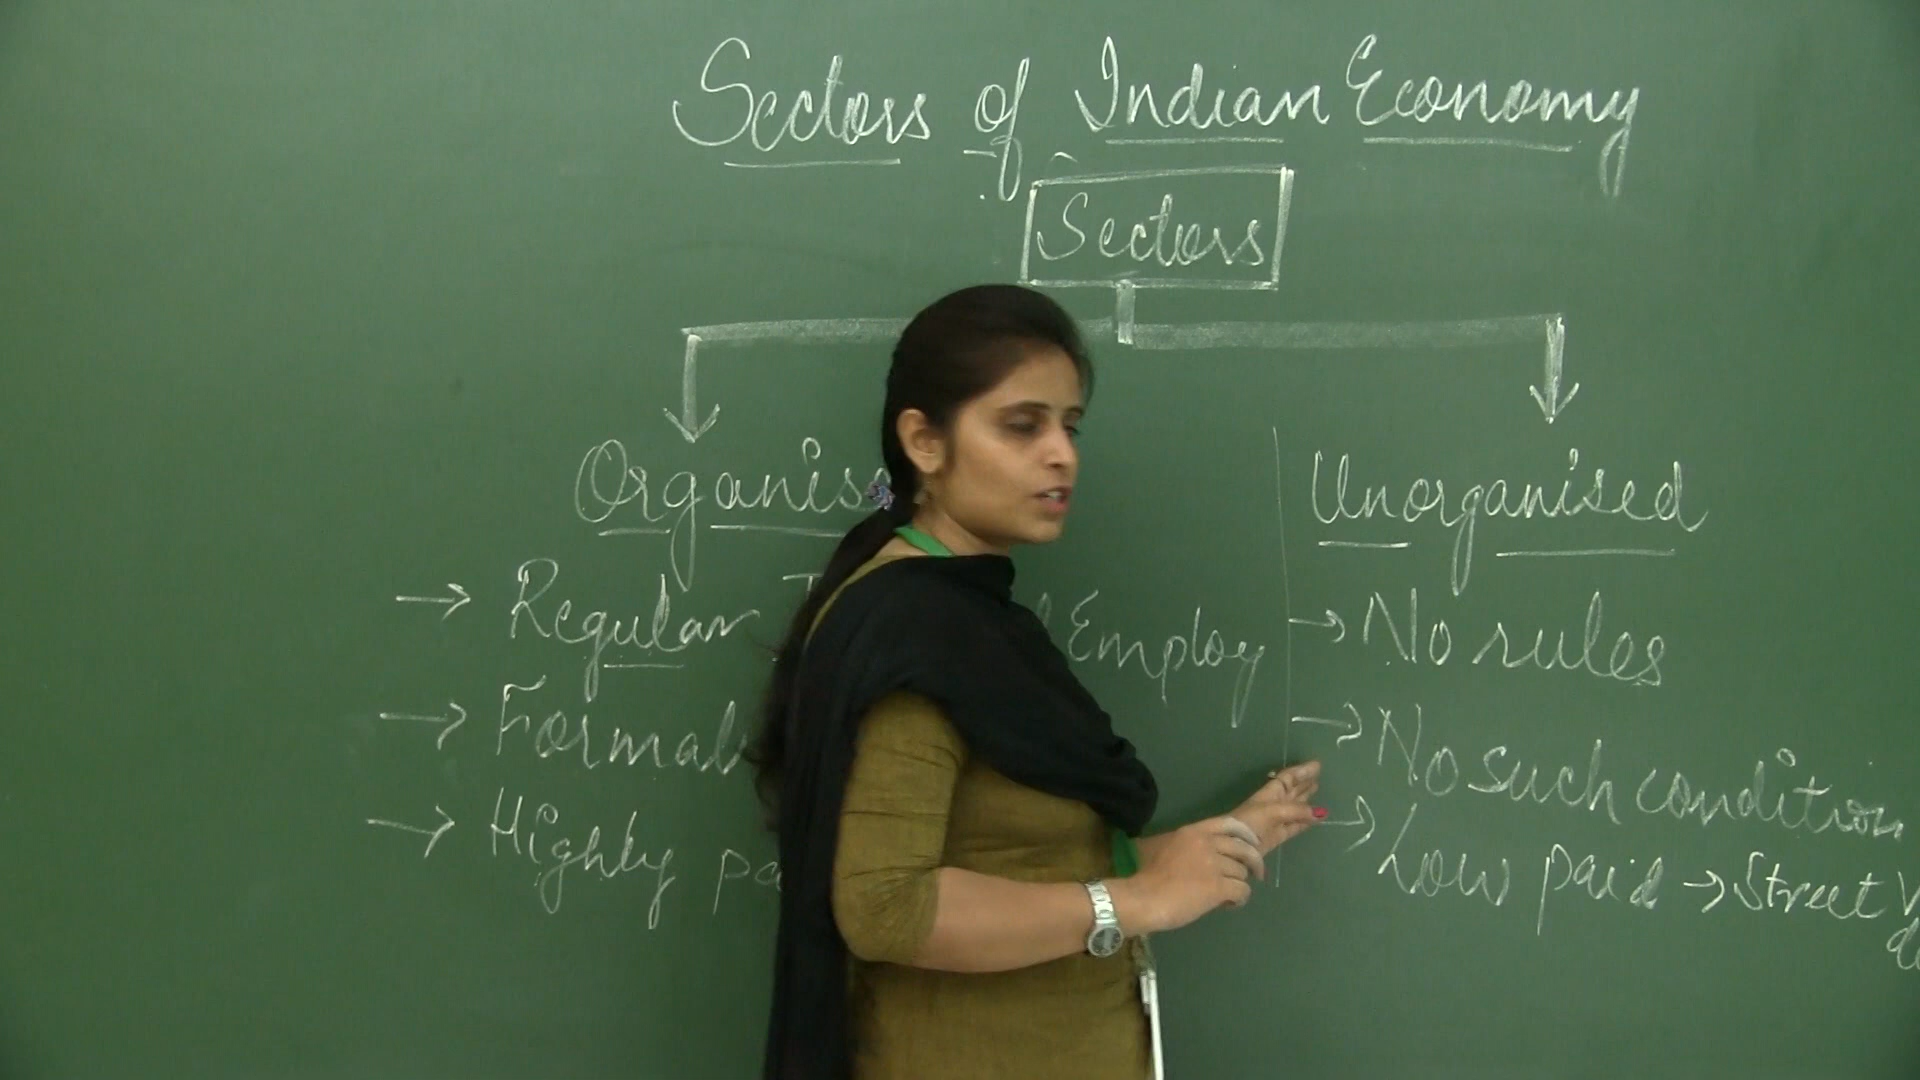 Sectors of Indian Economy
Sectors
Organis
Unorganised
→ Regular
Employ
→ No rules
→ Formal
→ No such condition
→ Highly pa
→ Low paid → Street